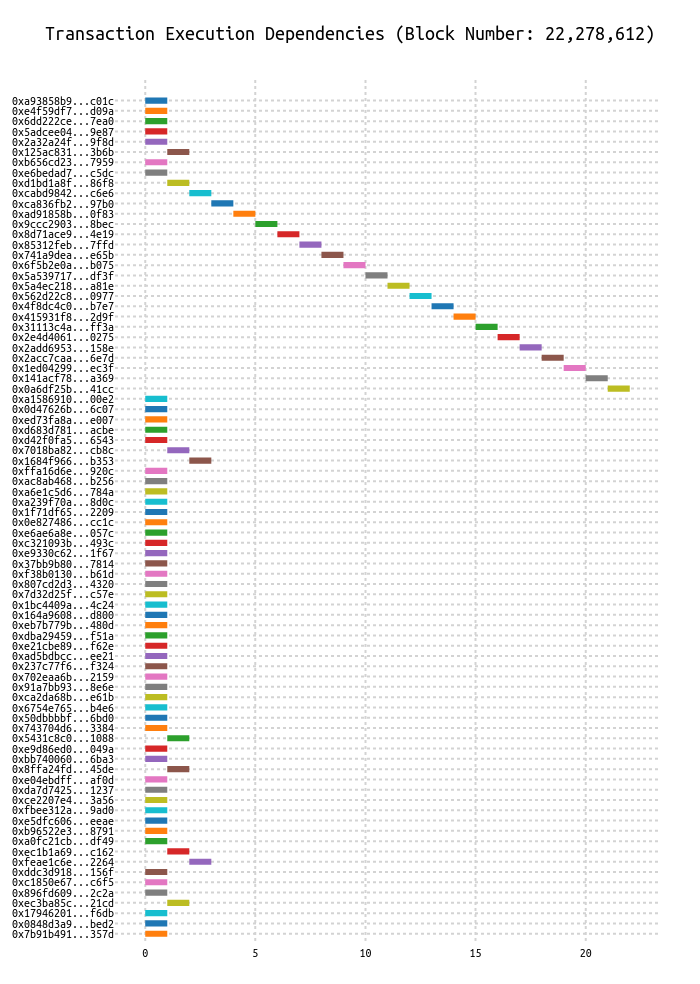 Transaction Execution Dependencies (Block Number: 22,278,612)
0xa93858b9...c01c
0xe4f59df7...d09a
0x6dd222ce...7ea0
0x5adcee04...9e87
0x2a32a24f...9f8d
0x125ac831...3b6b
0xb656cd23...7959
0xe6bedad7...c5dc
0xd1bd1a8f...86f8
0xcabd9842...c6e6
0xca836fb2...97b0
0xad91858b...0f83
0x9ccc2903...8bec
0x8d71ace9...4e19
0x85312feb...7ffd
0x741a9dea...e65b
0x6f5b2e0a...b075
0x5a539717...df3f
0x5a4ec218...a81e
0x562d22c8...0977
0x4f8dc4c0...b7e7
0x415931f8...2d9f
0x31113c4a...ff3a
0x2e4d4061...0275
0x2add6953...158e
0x2acc7caa...6e7d
0x1ed04299...ec3f
0x141acf78...a369
0x0a6df25b...41cc
0xa1586910...00e2
0x0d47626b...6c07
0xed73fa8a...e007
0xd683d781...acbe
0xd42f0fa5...6543
0x7018ba82...cb8c
0x1684f966...b353
0xffa16d6e...920c
0xac8ab468...b256
0xa6e1c5d6...784a
0xa239f70a...8d0c
0x1f71df65...2209
0x0e827486...cc1c
0xe6ae6a8e...057c
0xc321093b...493c
0xe9330c62...1f67
0x37bb9b80...7814
0xf38b0130...b61d
0x807cd2d3...4320
0x7d32d25f...c57e
0x1bc4409a...4c24
0x164a9608...d800
0xeb7b779b...480d
0xdba29459...f51a
0xe21cbe89...f62e
0xad5bdbcc...ee21
0x237c77f6...f324
0x702eaa6b...2159
0x91a7bb93...8e6e
0xca2da68b...e61b
0x6754e765...b4e6
0x50dbbbbf...6bd0
0x743704d6...3384
0x5431c8c0...1088
0xe9d86ed0...049a
0xbb740060...6ba3
0x8ffa24fd...45de
0xe04ebdff...af0d
0xda7d7425...1237
0xce2207e4...3a56
0xfbee312a...9ad0
0xe5dfc606...eeae
0xb96522e3...8791
0xa0fc21cb...df49
0xec1b1a69...c162
0xfeae1c6e...2264
0xddc3d918...156f
0xc1850e67...c6f5
0x896fd609...2c2a
0xec3ba85c...21cd
0x17946201...f6db
0x0848d3a9...bed2
0x7b91b491...357d
0 5 10 15 20